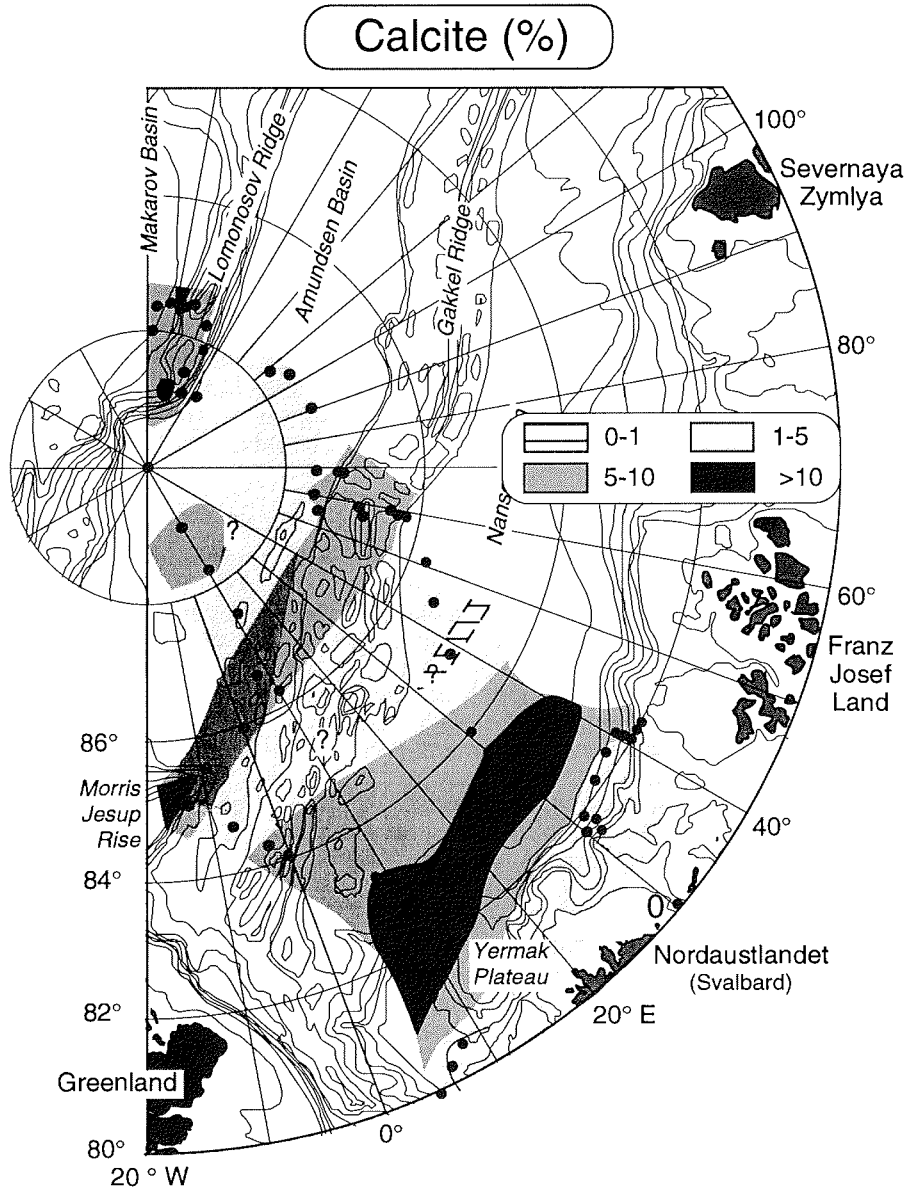 Calcite (%)
Makarov Basin
Lomonosov Ridge
Amundsen Basin
Gakkel Ridge
100°
Severnaya
Zymlya
80°
0-1
1-5
5-10
>10
Nans
?
60°
Franz
Josef
Land
?
?
86°
Morris
Jesup
Rise
40°
84°
0
Yermak
Plateau
Nordaustlandet
(Svalbard)
82°
20° E
Greenland
0°
80°
20 ° W